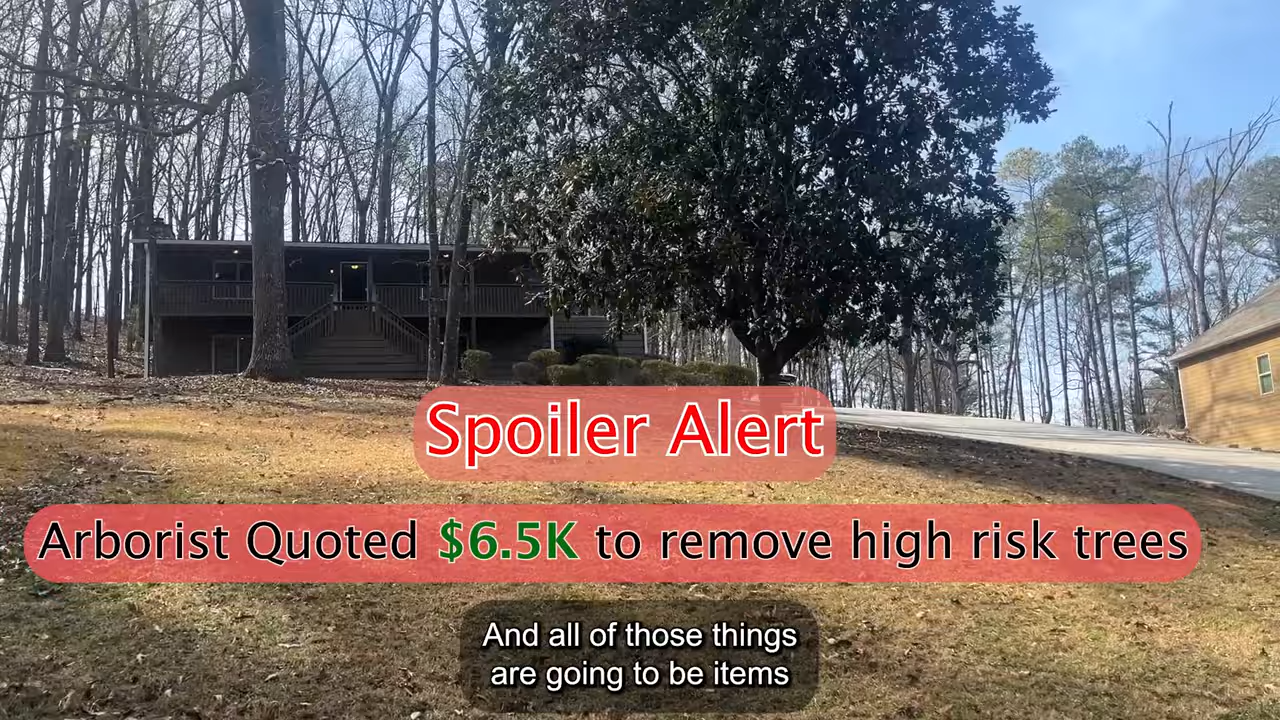 Spoiler Alert
Arborist Quoted $6.5K to remove high risk trees
And all of those things
are going to be items